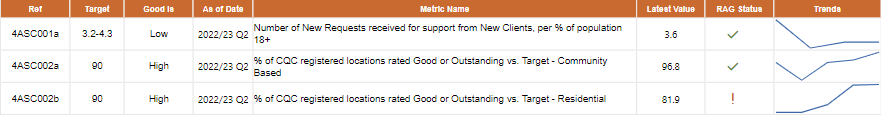 Ref Target Good Is As of Date Metric Name Latest Value RAG Status Trends
4ASC001a 3.2-4.3 Low 2022/23 Q2 Number of New Requests received for support from New Clients, per % of population 18+ 3.6
4ASC002a 90 High 2022/23 Q2 % of CQC registered locations rated Good or Outstanding vs. Target - Community Based 96.8
4ASC002b 90 High 2022/23 Q2 % of CQC registered locations rated Good or Outstanding vs. Target - Residential 81.9 !